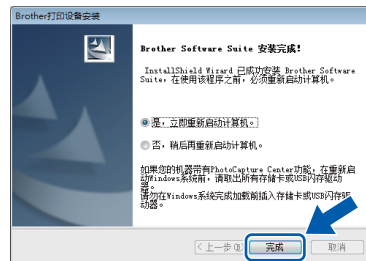 Brother打印设备安装
Brother Software Suite 安装完成!
InstallShield Wizard 已成功安装 Brother Software
Suite，在使用该程序之前，必须重新启动计算机。
是，立即重新启动计算机。
否，稍后再重新启动计算机。
如果您的机器带有PhotoCapture Center功能，在重新启
动Windows系统前，请取出所有存储卡或USB闪存驱动
器。
请勿在Windows系统完成加载前插入存储卡或USB闪存驱
动器。
< 上一步(B) 完成 取消